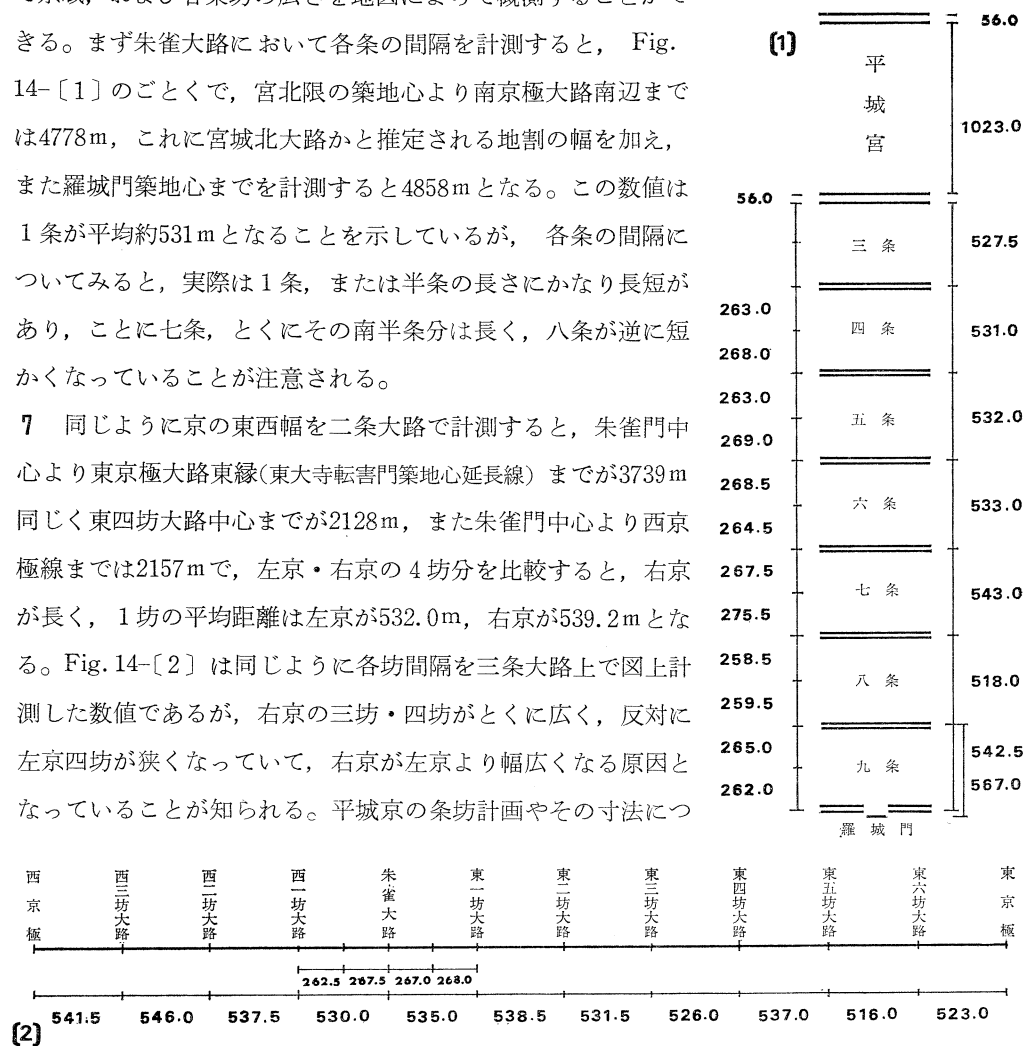 きる。まず朱雀大路において各条の間隔を計測すると， Fig.
14-〔1〕のごとくで，宮北限の築地心より南京極大路南辺まで
は4778m，これに宮城北大路かと推定される地割の幅を加え，
また羅城門築地心までを計測すると4858mとなる。この数値は
1条が平均約531mとなることを示しているが， 各条の間隔に
ついてみると，実際は1条，または半条の長さにかなり長短が
あり，ことに七条，とくにその南半条分は長く，八条が逆に短
かくなっていることが注意される。
7 同じように京の東西幅を二条大路で計測すると，朱雀門中
心より東京極大路東縁(東大寺転害門築地心延長線) までが3739m
同じく東四坊大路中心までが2128m，また朱雀門中心より西京
極線までは2157mで，左京・右京の4坊分を比較すると，右京
が長く， 1坊の平均距離は左京が532.0m，右京が539.2mとな
る。Fig.14-〔2〕は同じように各坊間隔を三条大路上で図上計
測した数値であるが，右京の三坊・四坊がとくに広く，反対に
左京四坊が狭くなっていて，右京が左京より幅広くなる原因と
なっていることが知られる。平城京の条坊計画やその寸法につ
〔1〕
56.0
平城宮
1023.0
56.0
三条
527.5
263.0
四条
531.0
268.0
263.0
五条
532.0
269.0
268.5
六条
533.0
264.5
267.5
七条
543.0
275.5
258.5
八条
518.0
259.5
265.0
九条
542.5
567.0
262.0
羅城門
西京極
西三坊大路
西二坊大路
西一坊大路
朱雀大路
東一坊大路
東二坊大路
東三坊大路
東四坊大路
東五坊大路
東六坊大路
東京極
262.5 267.5 267.0 268.0
541.5 546.0 537.5 530.0 535.0 538.5 531.5 526.0 537.0 516.0 523.0
〔2〕